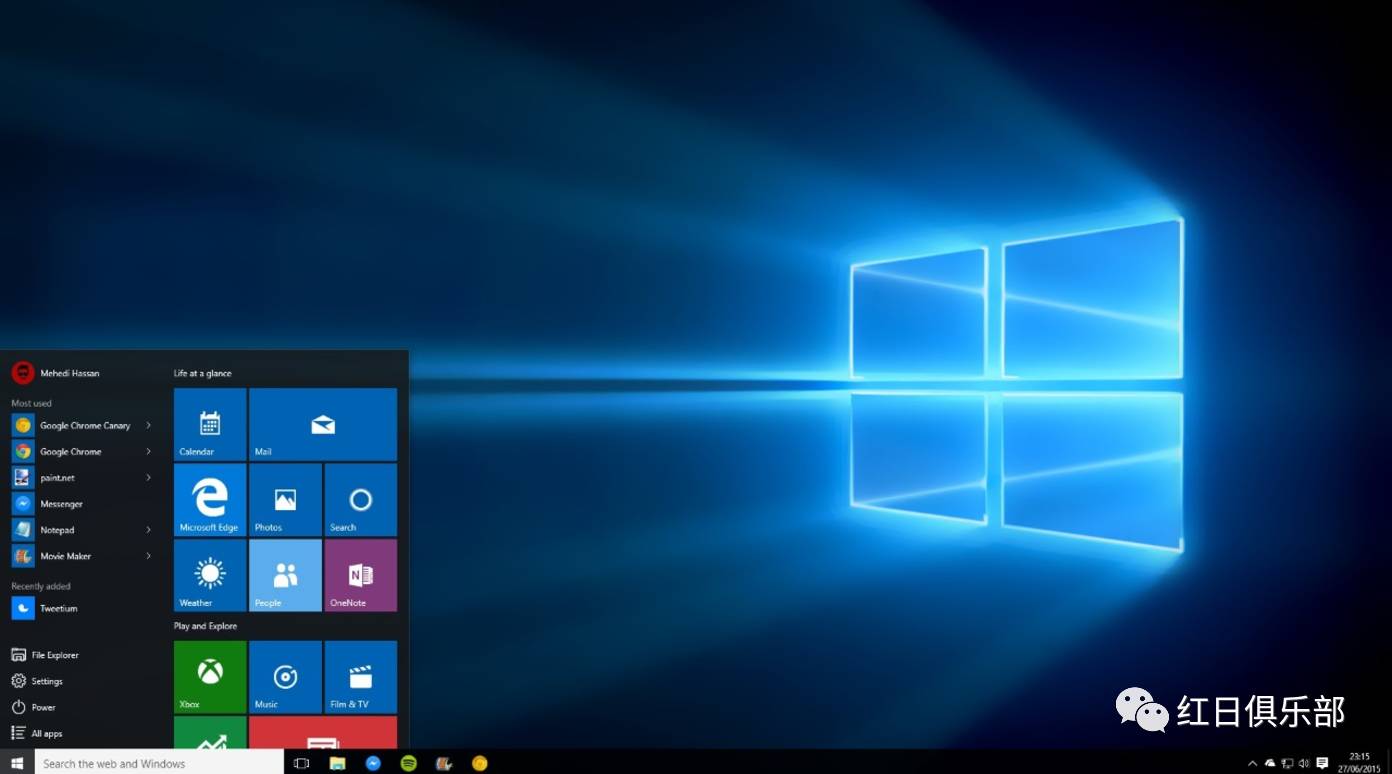 Mehedi Hassan
Most used
Google Chrome Canary
Google Chrome
paint.net
Messenger
Notepad
Movie Maker
Recently added
Tweetium
File Explorer
Settings
Power
All apps
Life at a glance
Calendar
Mail
Microsoft Edge
Photos
Search
Weather
People
N
OneNote
Play and Explore
Xbox
Music
Film & TV
红日俱乐部
Search the web and Windows
23:15
27/06/2015